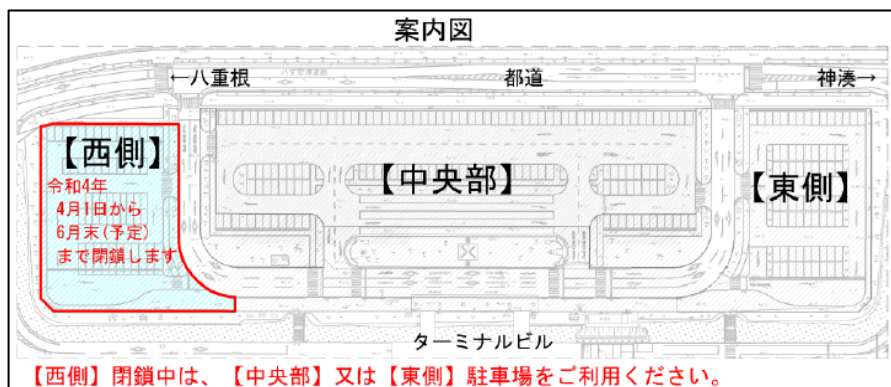 案内図
←八重根
都道
神湊→
【西側】
令和4年
4月1日から
6月末(予定)
まで閉鎖します
【中央部】
【東側】
ターミナルビル
【西側】閉鎖中は、【中央部】又は【東側】駐車場をご利用ください。